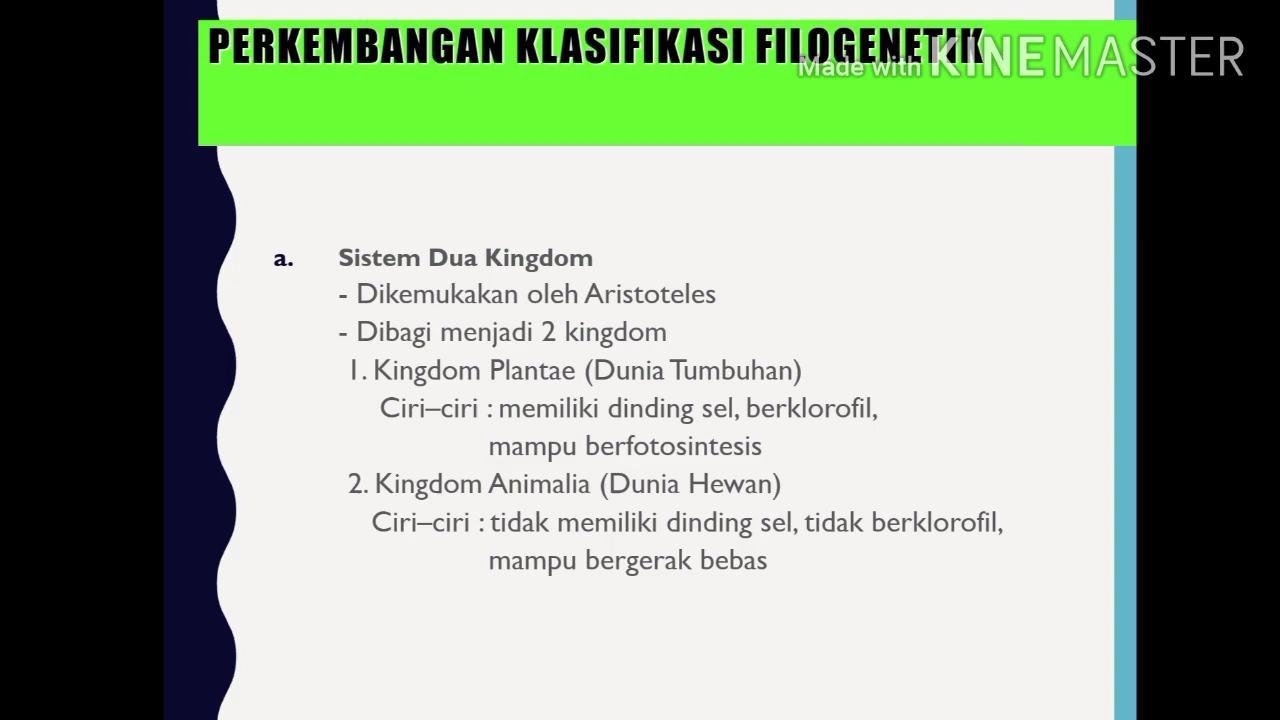 PERKEMBANGAN KLASIFIKASI FILOGENETIK
Made with KINEMASTER
a. Sistem Dua Kingdom
- Dikemukakan oleh Aristoteles
- Dibagi menjadi 2 kingdom
1. Kingdom Plantae (Dunia Tumbuhan)
Ciri–ciri : memiliki dinding sel, berklorofil,
mampu berfotosintesis
2. Kingdom Animalia (Dunia Hewan)
Ciri–ciri : tidak memiliki dinding sel, tidak berklorofil,
mampu bergerak bebas